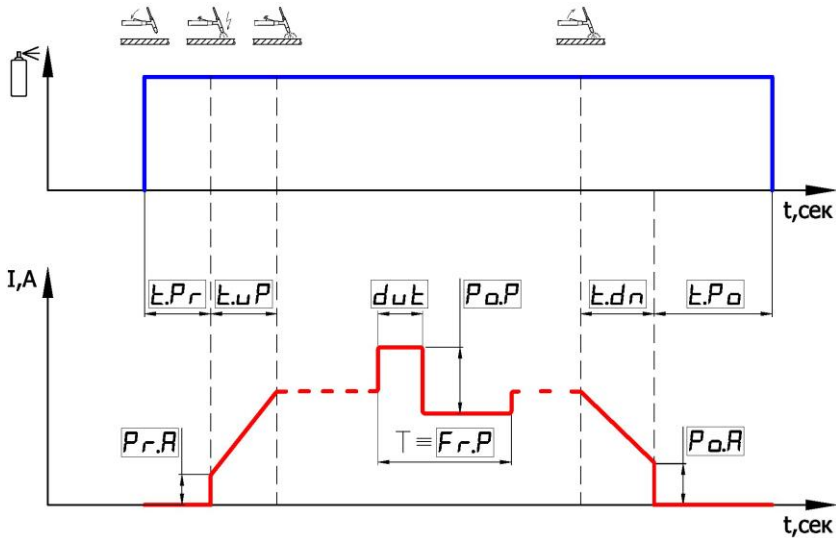 t,сек
I,A
t.Pr t.uP dut Po.P t.dn t.Po
Pr.A T ≡ Fr.P Po.A
t,сек